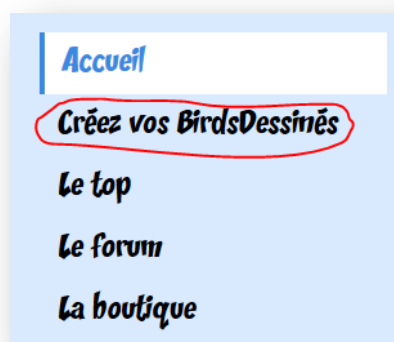 Accueil
Créez vos BirdsDessinés
Le top
Le forum
La boutique